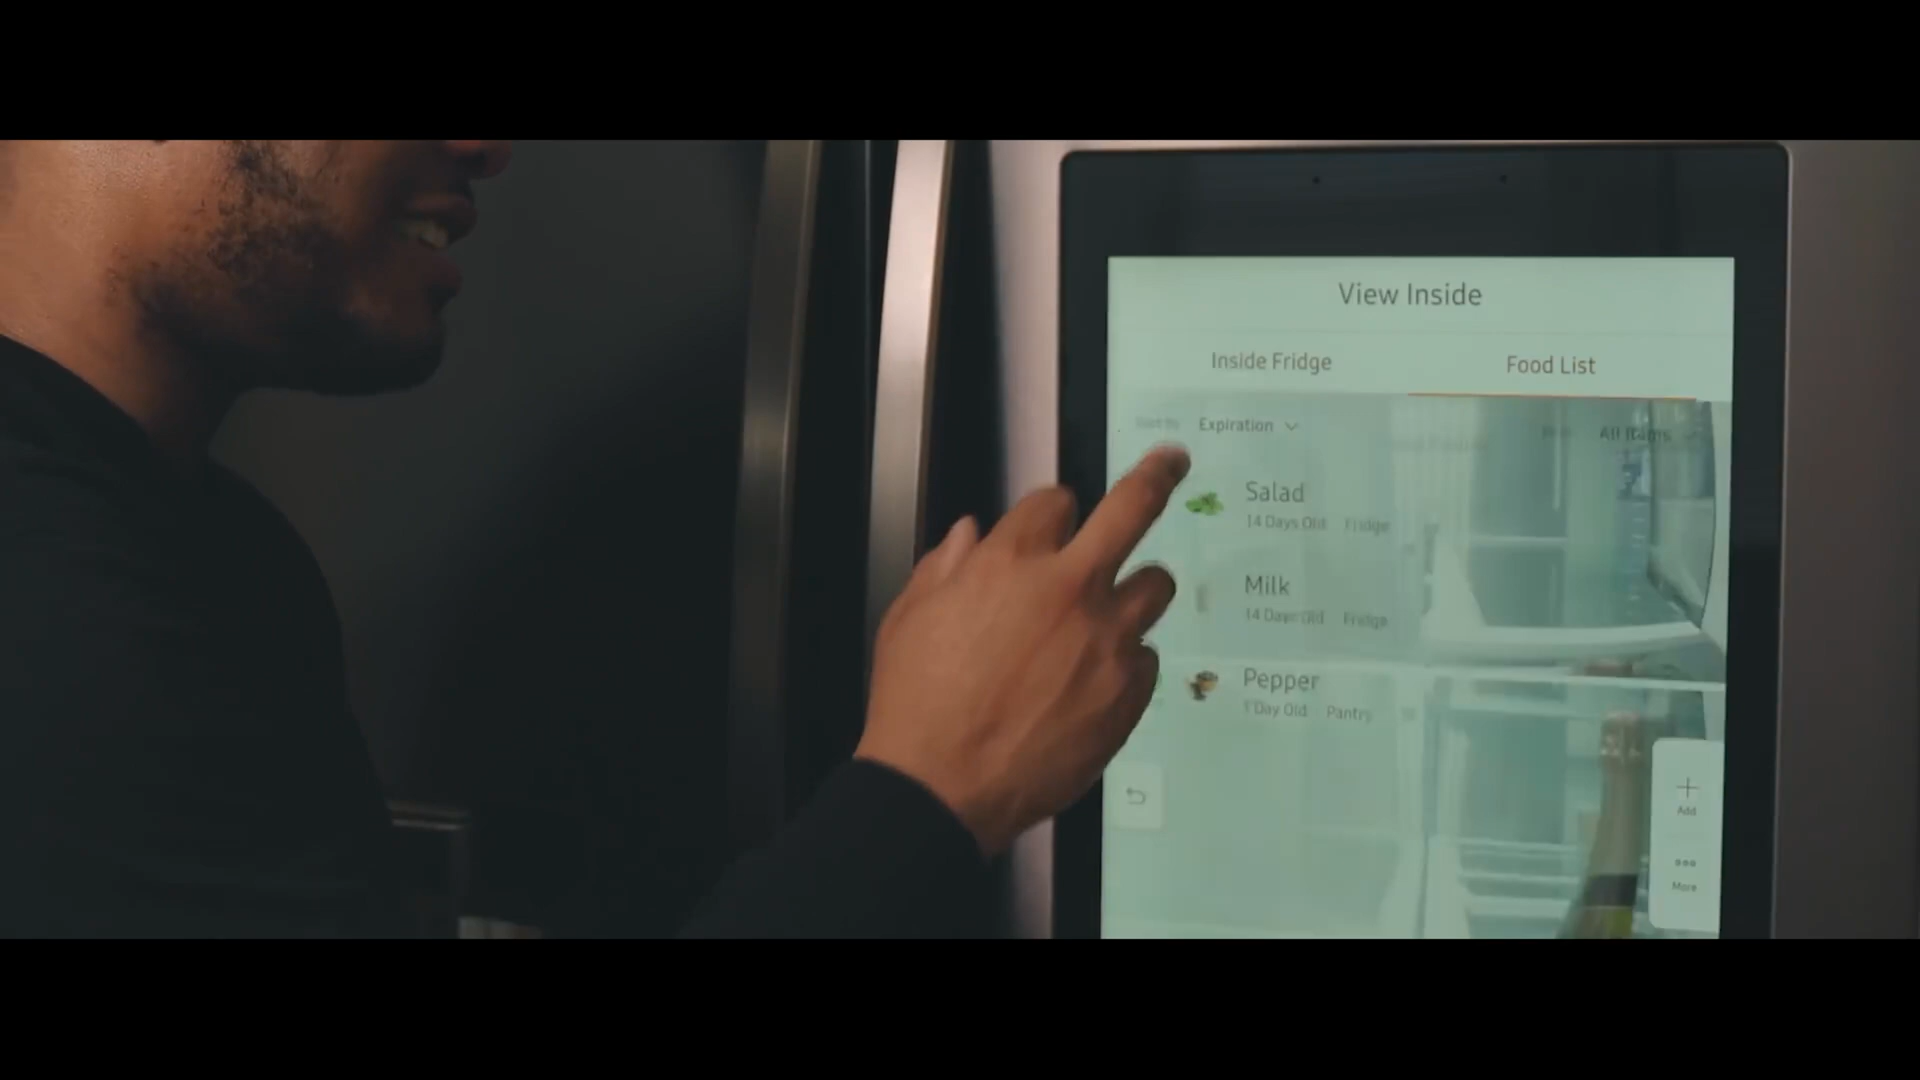 View Inside
Inside Fridge Food List
Expiration All Items
Salad
14 Days Old Fridge
Milk
14 Days Old Fridge
Pepper
1 Day Old Pantry
Add
More